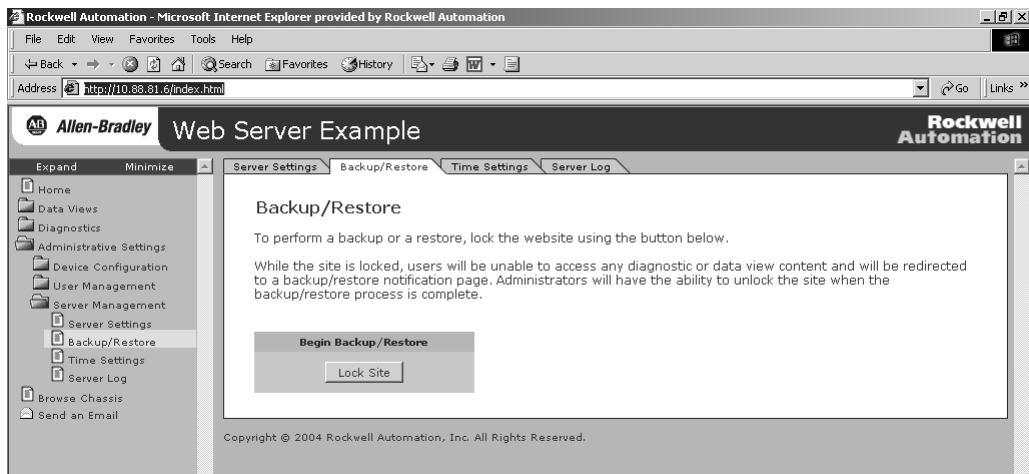 Rockwell Automation - Microsoft Internet Explorer provided by Rockwell Automation
File Edit View Favorites Tools Help
Back Search Favorites History
Address http://10.88.81.6/index.html Go Links »
AB Allen-Bradley Web Server Example Rockwell Automation
Expand Minimize
Home
Data Views
Diagnostics
Administrative Settings
Device Configuration
User Management
Server Management
Server Settings
Backup/Restore
Time Settings
Server Log
Browse Chassis
Send an Email
Server Settings Backup/Restore Time Settings Server Log
Backup/Restore
To perform a backup or a restore, lock the website using the button below.
While the site is locked, users will be unable to access any diagnostic or data view content and will be redirected
to a backup/restore notification page. Administrators will have the ability to unlock the site when the
backup/restore process is complete.
Begin Backup/Restore
Lock Site
Copyright © 2004 Rockwell Automation, Inc. All Rights Reserved.